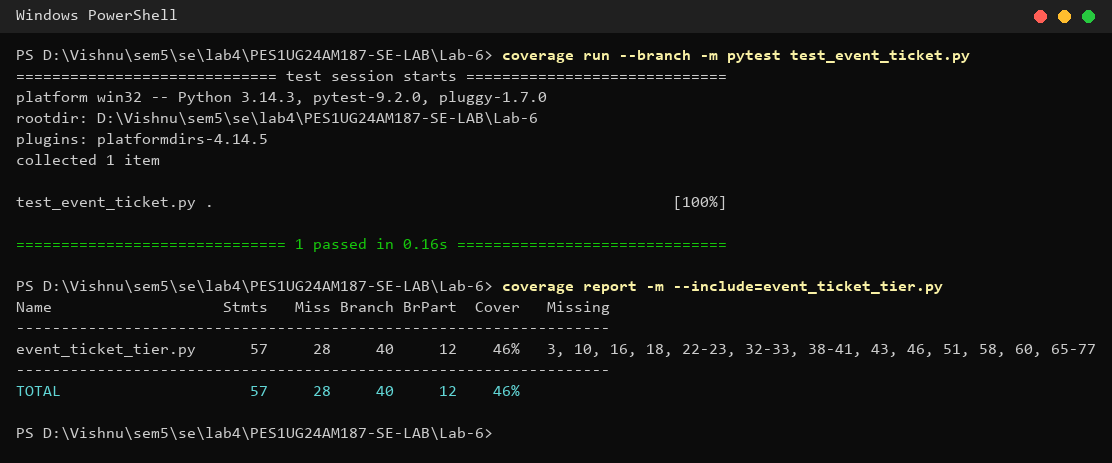 Windows PowerShell
PS D:\Vishnu\sem5\se\lab4\PES1UG24AM187-SE-LAB\Lab-6> coverage run --branch -m pytest test_event_ticket.py
============================= test session starts =============================
platform win32 -- Python 3.14.3, pytest-9.2.0, pluggy-1.7.0
rootdir: D:\Vishnu\sem5\se\lab4\PES1UG24AM187-SE-LAB\Lab-6
plugins: platformdirs-4.14.5
collected 1 item
test_event_ticket.py .                                                   [100%]
============================== 1 passed in 0.16s ==============================
PS D:\Vishnu\sem5\se\lab4\PES1UG24AM187-SE-LAB\Lab-6> coverage report -m --include=event_ticket_tier.py
Name                   Stmts   Miss Branch BrPart  Cover   Missing
------------------------------------------------------------------
event_ticket_tier.py      57     28     40     12    46%   3, 10, 16, 18, 22-23, 32-33, 38-41, 43, 46, 51, 58, 60, 65-77
------------------------------------------------------------------
TOTAL                     57     28     40     12    46%
PS D:\Vishnu\sem5\se\lab4\PES1UG24AM187-SE-LAB\Lab-6>